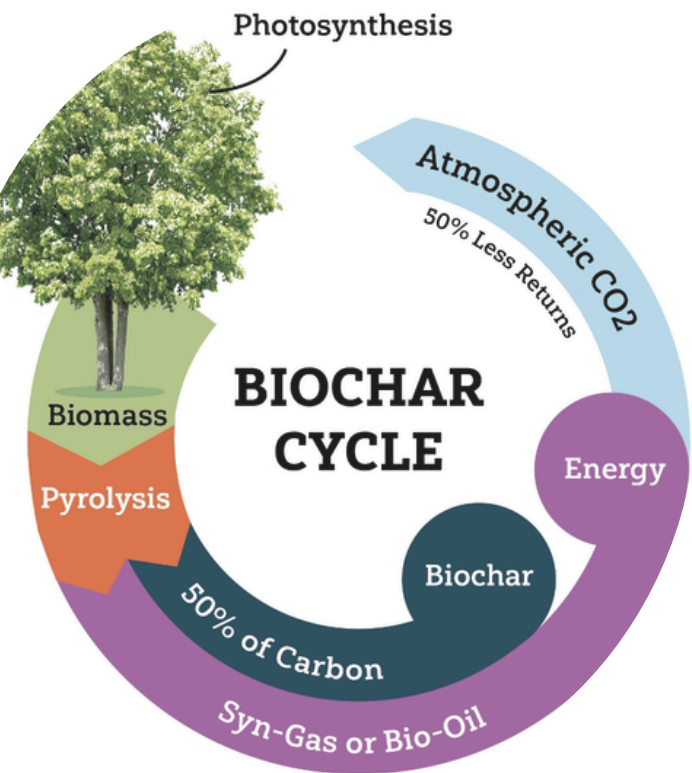 Photosynthesis
Atmospheric CO2
50% Less Returns
BIOCHAR
CYCLE
Biomass
Energy
Pyrolysis
Biochar
50% of Carbon
Syn-Gas or Bio-Oil